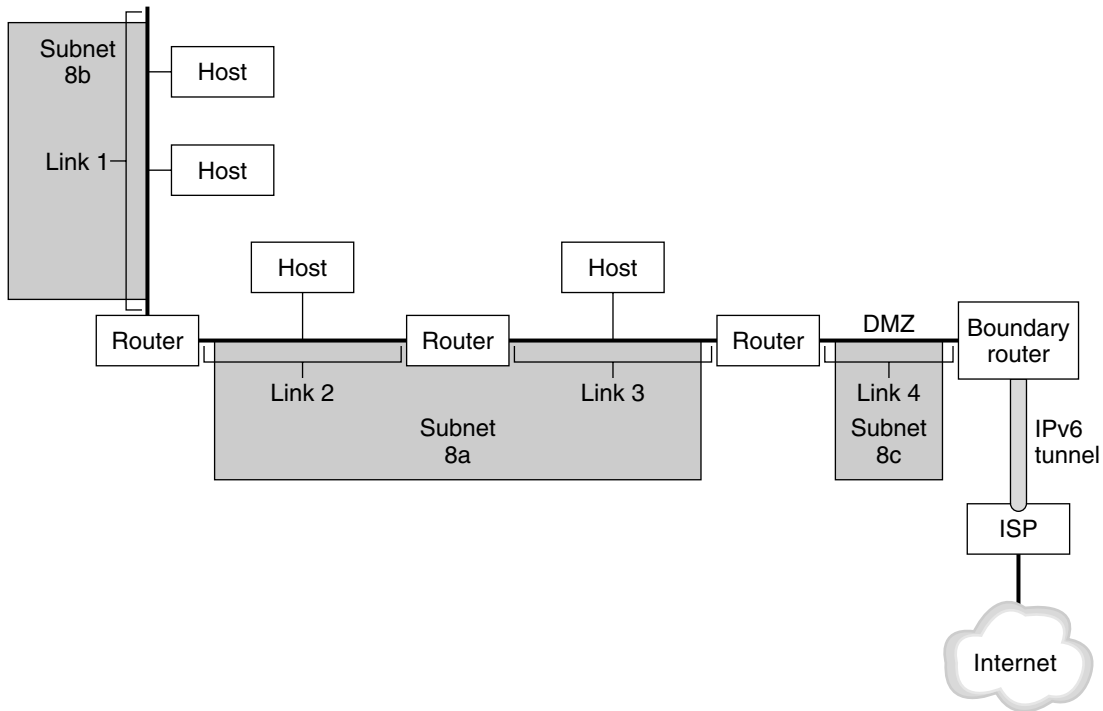 Subnet
8b
Host
Link 1
Host
Host
Host
Router
Router
Router
DMZ
Boundary
router
Link 2
Link 3
Link 4
Subnet
8a
Subnet
8c
IPv6
tunnel
ISP
Internet